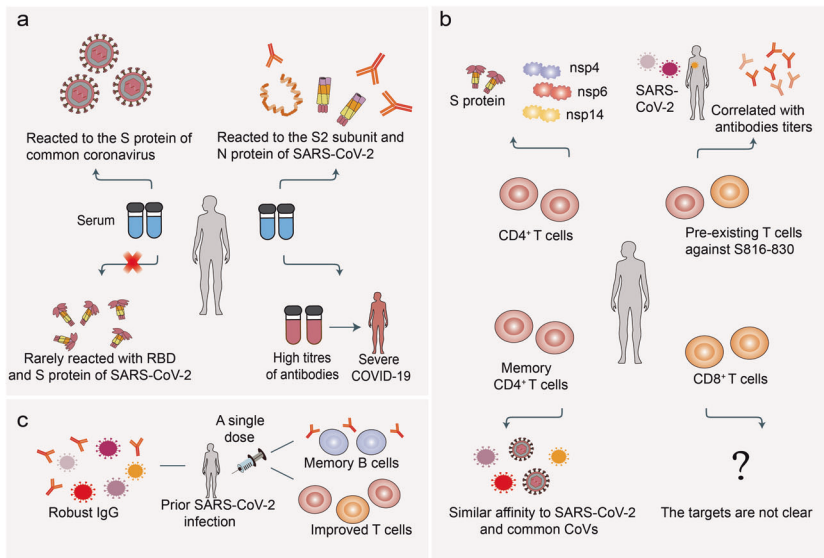 a
Reacted to the S protein of
common coronavirus
Reacted to the S2 subunit and
N protein of SARS-CoV-2
Serum
Rarely reacted with RBD
and S protein of SARS-CoV-2
High titres
of antibodies
Severe
COVID-19
b
S protein
nsp4
nsp6
nsp14
SARS-
CoV-2
Correlated with
antibodies titers
CD4⁺ T cells
Pre-existing T cells
against S816-830
Memory
CD4⁺ T cells
CD8⁺ T cells
Similar affinity to SARS-CoV-2
and common CoVs
?
The targets are not clear
c
Robust IgG
Prior SARS-CoV-2
infection
A single
dose
Memory B cells
Improved T cells